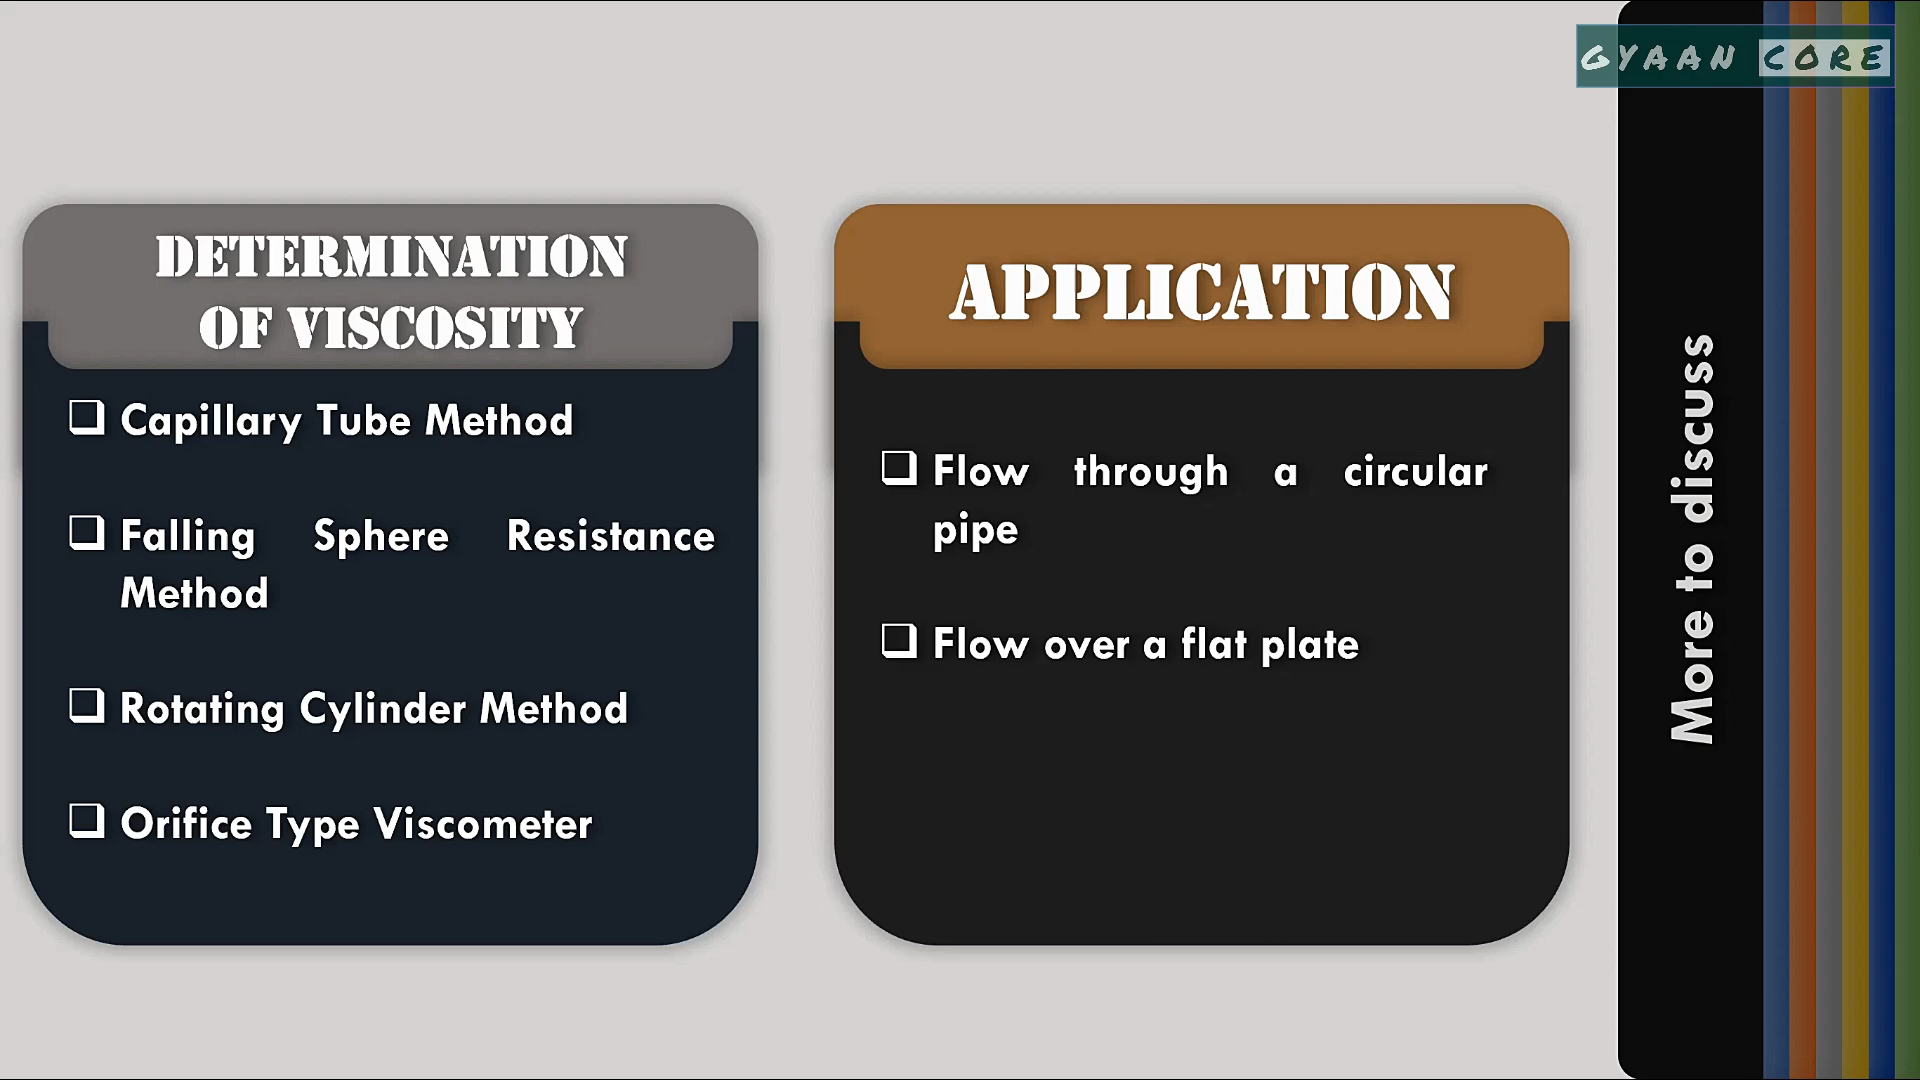 GYAAN CORE
DETERMINATION
OF VISCOSITY
Capillary Tube Method
Falling Sphere Resistance
Method
Rotating Cylinder Method
Orifice Type Viscometer
APPLICATION
Flow through a circular
pipe
Flow over a flat plate
More to discuss